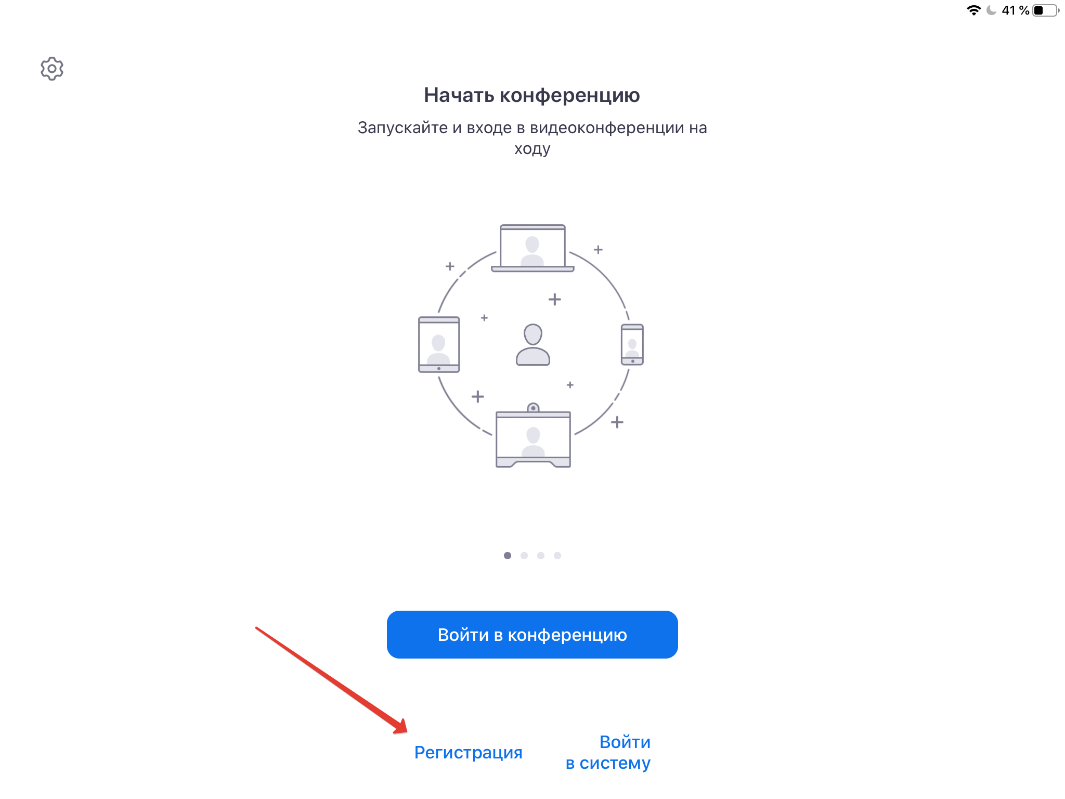 41 %
Начать конференцию
Запускайте и входе в видеоконференции на
ходу
Войти в конференцию
Регистрация
Войти
в систему